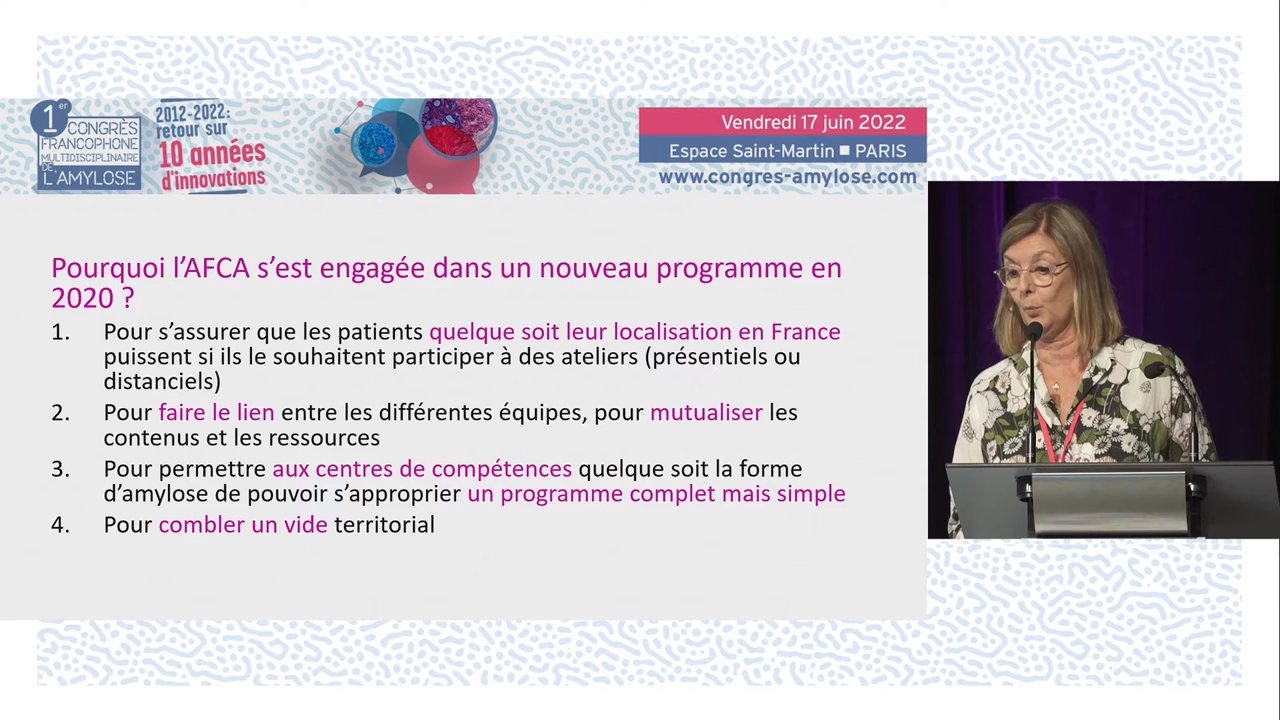 1er
CONGRÈS
FRANCOPHONE
MULTIDISCIPLINAIRE
DE
L'AMYLOSE
2012-2022:
retour sur
10 années
d'innovations
Vendredi 17 juin 2022
Espace Saint-Martin ■ PARIS
www.congres-amylose.com
Pourquoi l'AFCA s'est engagée dans un nouveau programme en
2020 ?
1. Pour s'assurer que les patients quelque soit leur localisation en France
puissent si ils le souhaitent participer à des ateliers (présentiels ou
distanciels)
2. Pour faire le lien entre les différentes équipes, pour mutualiser les
contenus et les ressources
3. Pour permettre aux centres de compétences quelque soit la forme
d'amylose de pouvoir s'approprier un programme complet mais simple
4. Pour combler un vide territorial